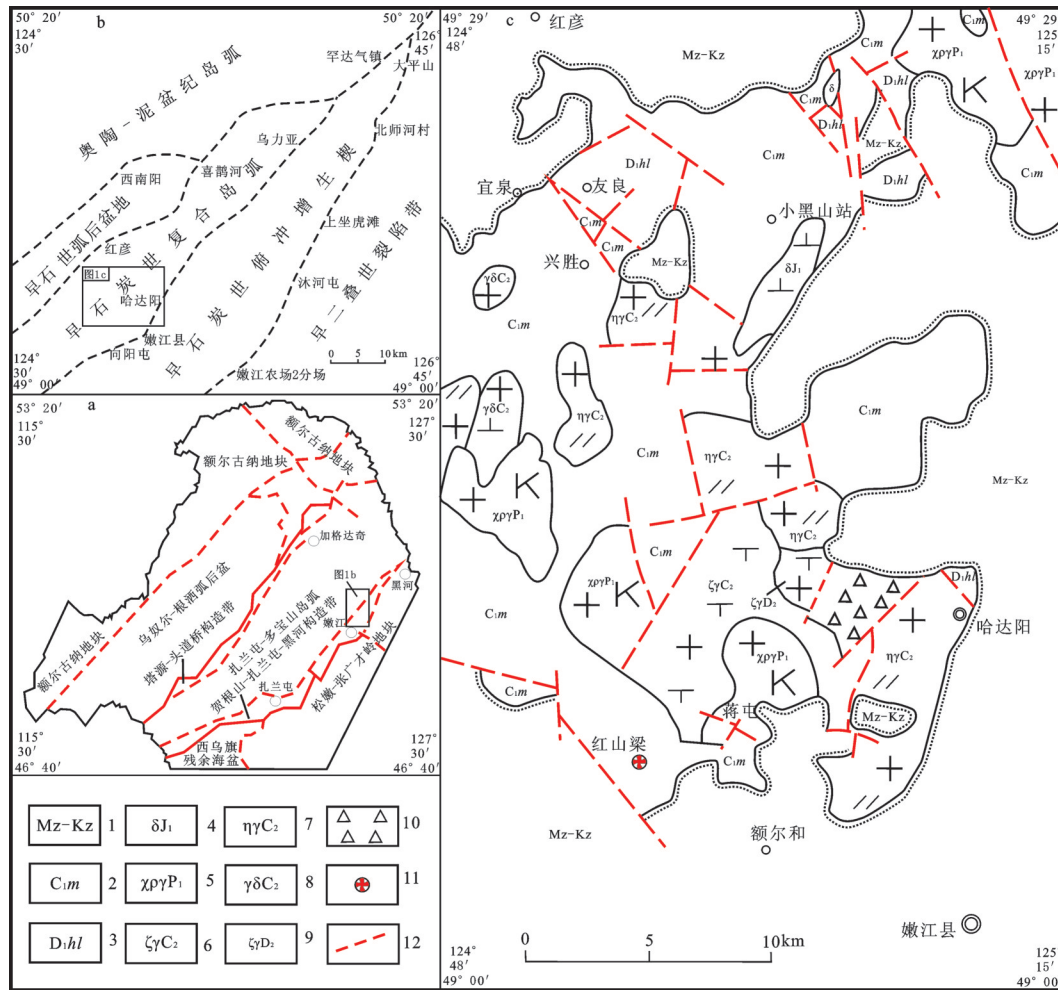 b
50° 20′
124° 30′
50° 20′
126° 45′
罕达气镇
大平山
奥陶-泥盆纪岛弧
北师河村
乌力亚
喜鹊河
西南阳
早石炭世复合岛弧
早石世弧后盆地
上坐虎滩
早石炭世俯冲增生楔
红彦
图1c
哈达阳
沐河屯
早二叠世裂陷带
嫩江县
向阳屯
嫩江农场2分场
0 5 10km
124° 30′
49° 00′
126° 45′
49° 00′
a
53° 20′
115° 30′
53° 20′
127° 30′
额尔古纳地块
额尔古纳地块
加格达奇
图1b
黑河
乌奴尔-根洒弧后盆
塔源-头道桥构造带
扎兰屯-多宝山岛弧
嫩江
额尔古纳地块
贺根山-扎兰屯-黑河构造带
扎兰屯
松嫩-张广才岭地块
西乌旗
残余海盆
115° 30′
46° 40′
127° 30′
46° 40′
Mz-Kz 1
δJ₁ 4
ηγC₂ 7
10
C₁m 2
χργP₁ 5
γδC₂ 8
11
D₁hl 3
ζγC₂ 6
ζγD₂ 9
12
49° 29′
124° 48′
c
红彦
49° 29′
125° 15′
Mz-Kz
C₁m
χργP₁
C₁m
χργP₁
K
δ
C₁m
D₁hl
D₁hl
Mz-Kz
D₁hl
C₁m
D₁hl
C₁m
宜泉
友良
小黑山站
C₁m
C₁m
兴胜
Mz-Kz
δJ₁
γδC₂
C₁m
ηγC₂
C₁m
γδC₂
ηγC₂
C₁m
ηγC₂
Mz-Kz
K
χργP₁
ηγC₂
C₁m
C₁m
χργP₁
K
ζγC₂
ζγD₂
D₁hl
哈达阳
ηγC₂
χργP₁
K
C₁m
蒋屯
Mz-Kz
红山梁
C₁m
Mz-Kz
额尔和
嫩江县
0 5 10km
124° 48′
49° 00′
125° 15′
49° 00′